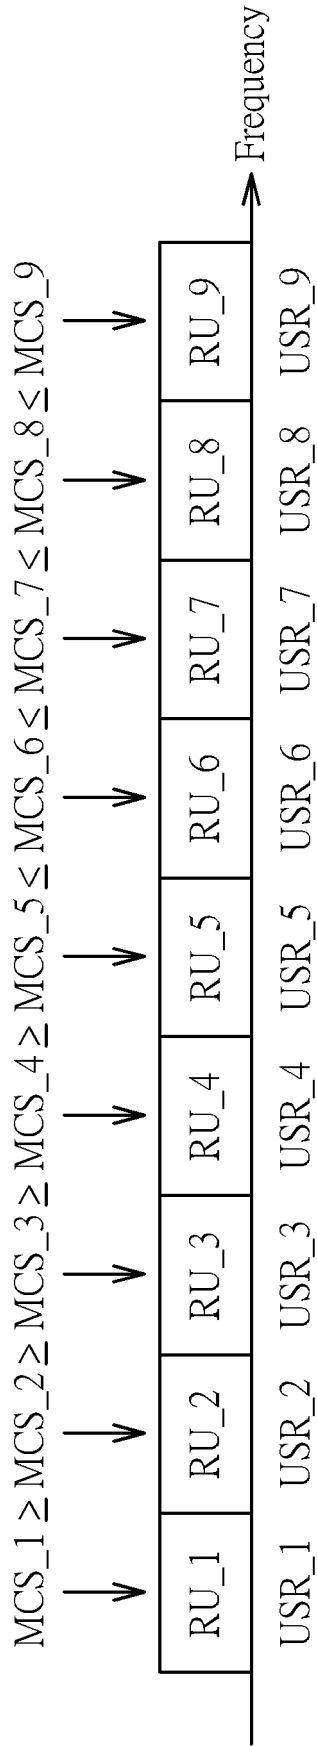 MCS_1 ≥ MCS_2 ≥ MCS_3 ≥ MCS_4 ≥ MCS_5 ≤ MCS_6 ≤ MCS_7 ≤ MCS_8 ≤ MCS_9
RU_1 RU_2 RU_3 RU_4 RU_5 RU_6 RU_7 RU_8 RU_9
Frequency
USR_1 USR_2 USR_3 USR_4 USR_5 USR_6 USR_7 USR_8 USR_9